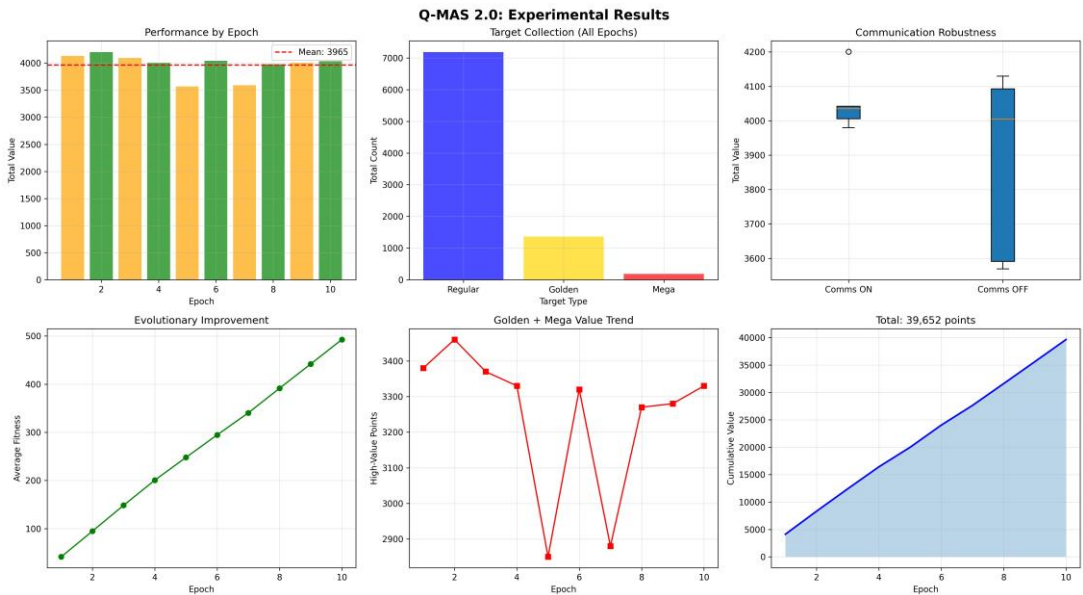 Q-MAS 2.0: Experimental Results
Performance by Epoch
Mean: 3965
Total Value
4000
3500
3000
2500
2000
1500
1000
500
0
2
4
6
8
10
Epoch
Target Collection (All Epochs)
Total Count
7000
6000
5000
4000
3000
2000
1000
0
Regular
Golden
Mega
Target Type
Communication Robustness
Total Value
4200
4100
4000
3900
3800
3700
3600
Comms ON
Comms OFF
Evolutionary Improvement
Average Fitness
500
400
300
200
100
2
4
6
8
10
Epoch
Golden + Mega Value Trend
High-Value Points
3400
3300
3200
3100
3000
2900
2
4
6
8
10
Epoch
Total: 39,652 points
Cumulative Value
40000
35000
30000
25000
20000
15000
10000
5000
0
2
4
6
8
10
Epoch